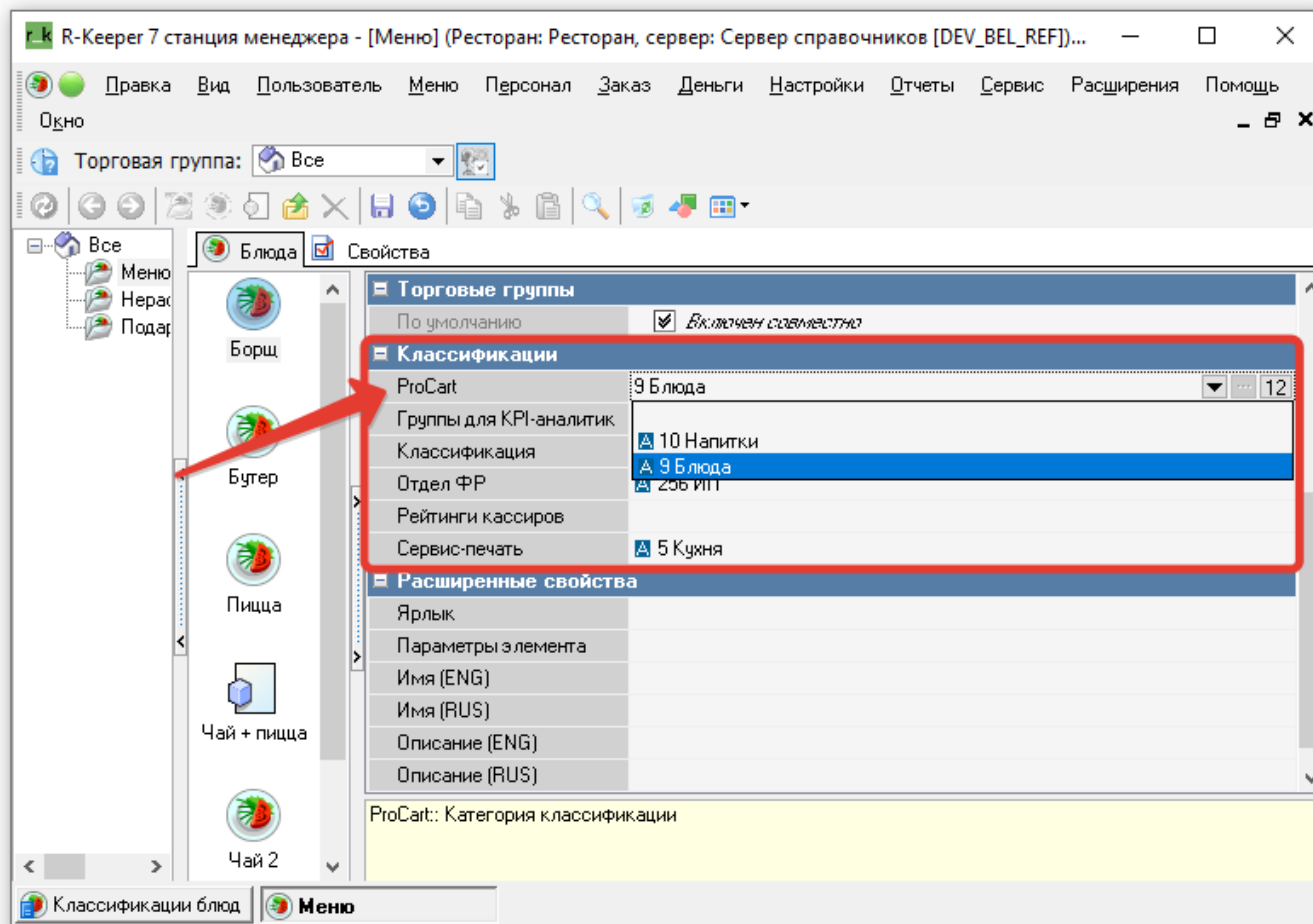 r_k R-Keeper 7 станция менеджера - [Меню] (Ресторан: Ресторан, сервер: Сервер справочников [DEV_BEL_REF])...
Правка Вид Пользователь Меню Персонал Заказ Деньги Настройки Отчеты Сервис Расширения Помощь
Окно
Торговая группа: Все
Все
Меню
Нерас
Подар
Блюда Свойства
Борщ
Бутер
Пицца
Чай + пицца
Чай 2
Торговые группы
По умолчанию Включен совместно
Классификации
ProCart 9 Блюда 12
Группы для KPI-аналитик
10 Напитки
Классификация
9 Блюда
Отдел ФР 256 ИП
Рейтинги кассиров
Сервис-печать 5 Кухня
Расширенные свойства
Ярлык
Параметры элемента
Имя (ENG)
Имя (RUS)
Описание (ENG)
Описание (RUS)
ProCart:: Категория классификации
Классификации блюд Меню